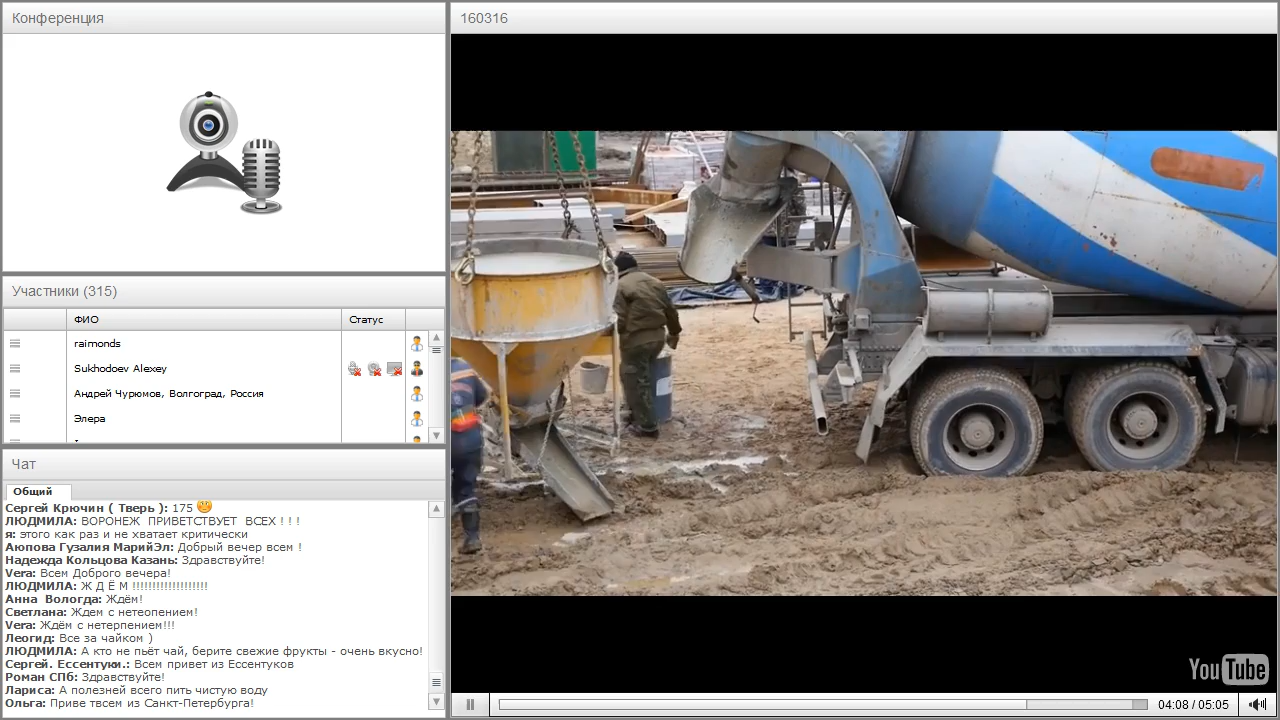 Конференция
160316
Участники (315)
ФИО
Статус
raimonds
Sukhodoev Alexey
Андрей Чурюмов, Волгоград, Россия
Элера
Чат
Общий
Сергей Крючин ( Тверь ): 175
ЛЮДМИЛА: ВОРОНЕЖ ПРИВЕТСТВУЕТ ВСЕХ ! ! !
я: этого как раз и не хватает критически
Аюпова Гузалия МарийЭл: Добрый вечер всем !
Надежда Кольцова Казань: Здравствуйте!
Vera: Всем Доброго вечера!
ЛЮДМИЛА: Ж Д Ё М !!!!!!!!!!!!!!!!!!!
Анна Вологда: Ждём!
Светлана: Ждем с нетеопением!
Vera: Ждём с нетерпением!!!
Леогид: Все за чайком )
ЛЮДМИЛА: А кто не пьёт чай, берите свежие фрукты - очень вкусно!
Сергей. Ессентуки.: Всем привет из Ессентуков
Роман СПб: Здравствуйте!
Лариса: А полезней всего пить чистую воду
Ольга: Приве твсем из Санкт-Петербурга!
YouTube
04:08 / 05:05